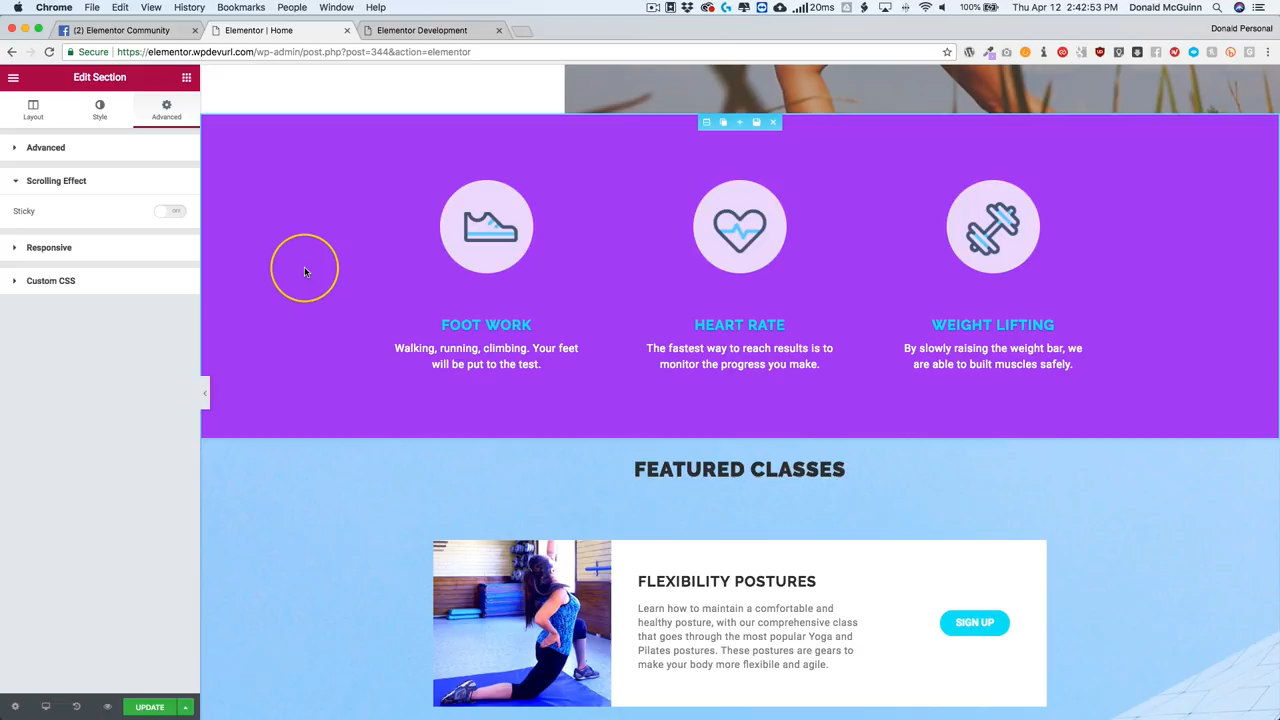 Chrome File Edit View History Bookmarks People Window Help
20ms 100% Thu Apr 12 2:42:53 PM Donald McGuinn
(2) Elementor Community
Elementor | Home
Elementor Development
Donald Personal
Secure https://elementor.wpdevurl.com/wp-admin/post.php?post=344&action=elementor
Edit Section
Layout Style Advanced
Advanced
Scrolling Effect
Sticky OFF
Responsive
Custom CSS
UPDATE
FOOT WORK
Walking, running, climbing. Your feet
will be put to the test.
HEART RATE
The fastest way to reach results is to
monitor the progress you make.
WEIGHT LIFTING
By slowly raising the weight bar, we
are able to built muscles safely.
FEATURED CLASSES
FLEXIBILITY POSTURES
Learn how to maintain a comfortable and
healthy posture, with our comprehensive class
that goes through the most popular Yoga and
Pilates postures. These postures are gears to
make your body more flexibile and agile.
SIGN UP